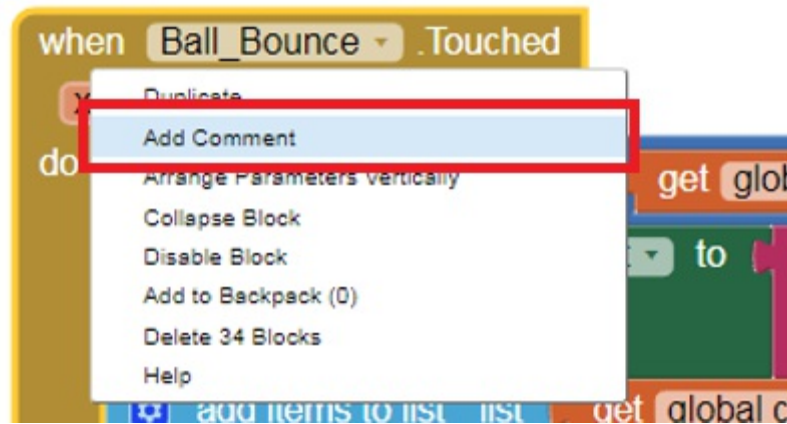 when Ball_Bounce .Touched
x
Duplicate
Add Comment
do
Arrange Parameters Vertically
get glob
Collapse Block
Disable Block
to
Add to Backpack (0)
Delete 34 Blocks
Help
add items to list list get global